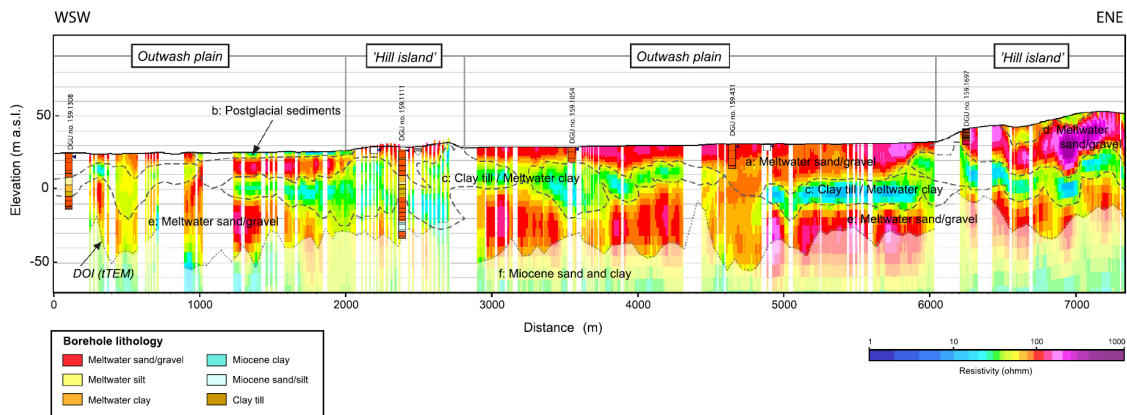 WSW
ENE
Outwash plain
'Hill island'
Outwash plain
'Hill island'
DGU no. 159.1308
DGU no. 159.1111
DGU no. 159.1054
DGU no. 159.431
DGU no. 159.1697
b: Postglacial sediments
d: Meltwater
sand/gravel
a: Meltwater sand/gravel
c: Clay till / Meltwater clay
c: Clay till / Meltwater clay
e: Meltwater sand/gravel
e: Meltwater sand/gravel
DOI (tTEM)
f: Miocene sand and clay
Elevation (m a.s.l.)
50
0
-50
0
1000
2000
3000
4000
5000
6000
7000
Distance (m)
Borehole lithology
Meltwater sand/gravel
Miocene clay
Meltwater silt
Miocene sand/silt
Meltwater clay
Clay till
1
10
100
1000
Resistivity (ohmm)